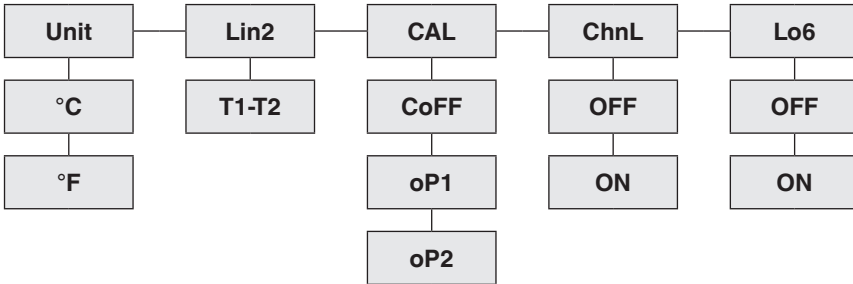 Unit Lin2 CAL ChnL Lo6
°C T1-T2 CoFF OFF OFF
°F oP1 ON ON
oP2